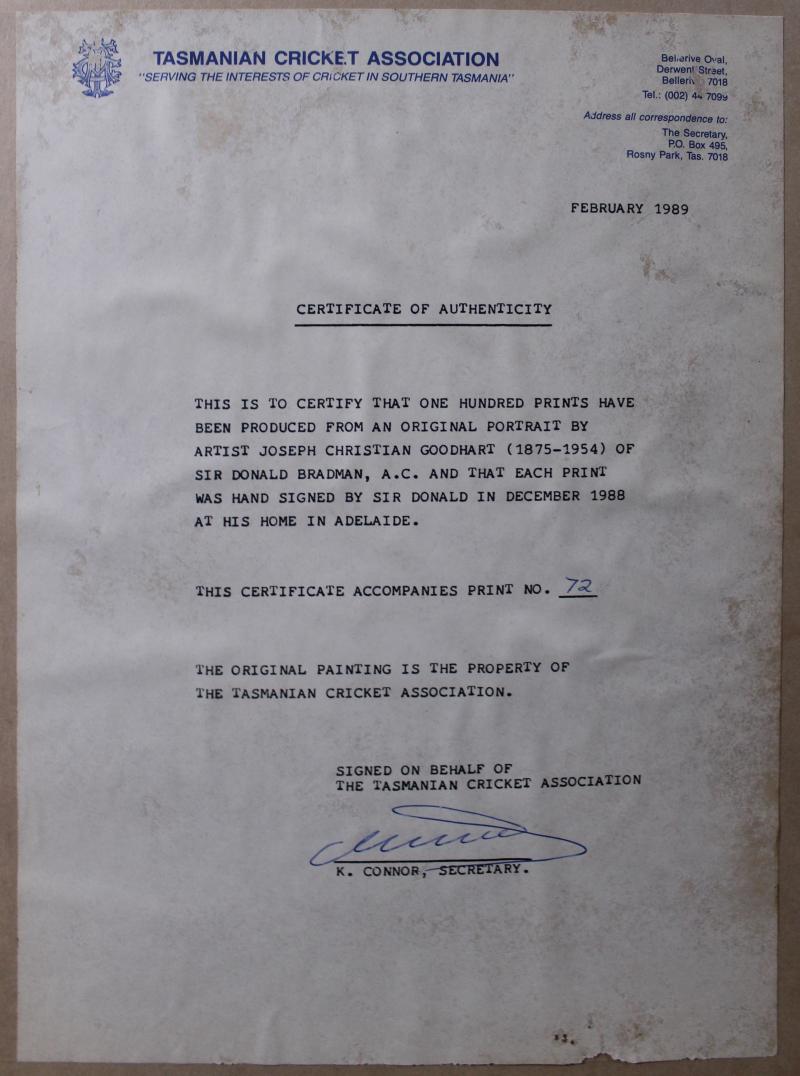 TASMANIAN CRICKET ASSOCIATION
"SERVING THE INTERESTS OF CRICKET IN SOUTHERN TASMANIA"
Bellerive Oval,
Derwent Street,
7018
Tel.: (002) 44 7099
Address all correspondence to:
The Secretary,
P.O. Box 495,
Rosny Park, Tas. 7018
FEBRUARY 1989
CERTIFICATE OF AUTHENTICITY
THIS IS TO CERTIFY THAT ONE HUNDRED PRINTS HAVE
BEEN PRODUCED FROM AN ORIGINAL PORTRAIT BY
ARTIST JOSEPH CHRISTIAN GOODHART (1875-1954) OF
SIR DONALD BRADMAN, A.C. AND THAT EACH PRINT
WAS HAND SIGNED BY SIR DONALD IN DECEMBER 1988
AT HIS HOME IN ADELAIDE.
THIS CERTIFICATE ACCOMPANIES PRINT NO. 72
THE ORIGINAL PAINTING IS THE PROPERTY OF
THE TASMANIAN CRICKET ASSOCIATION.
SIGNED ON BEHALF OF
THE TASMANIAN CRICKET ASSOCIATION
K. CONNOR, SECRETARY.